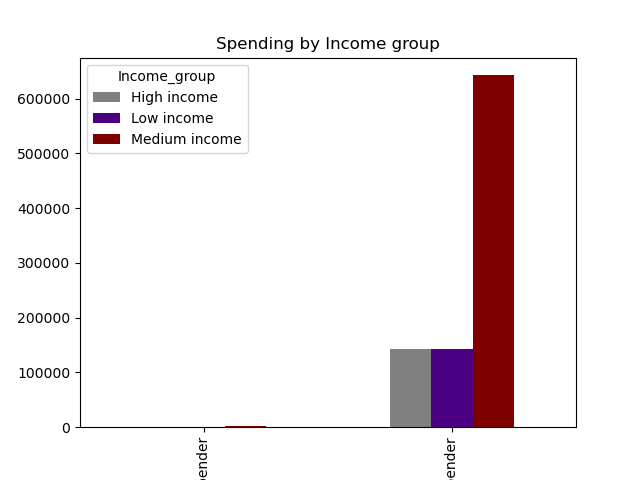 Spending by Income group
Income_group
High income
Low income
Medium income
600000
500000
400000
300000
200000
100000
0